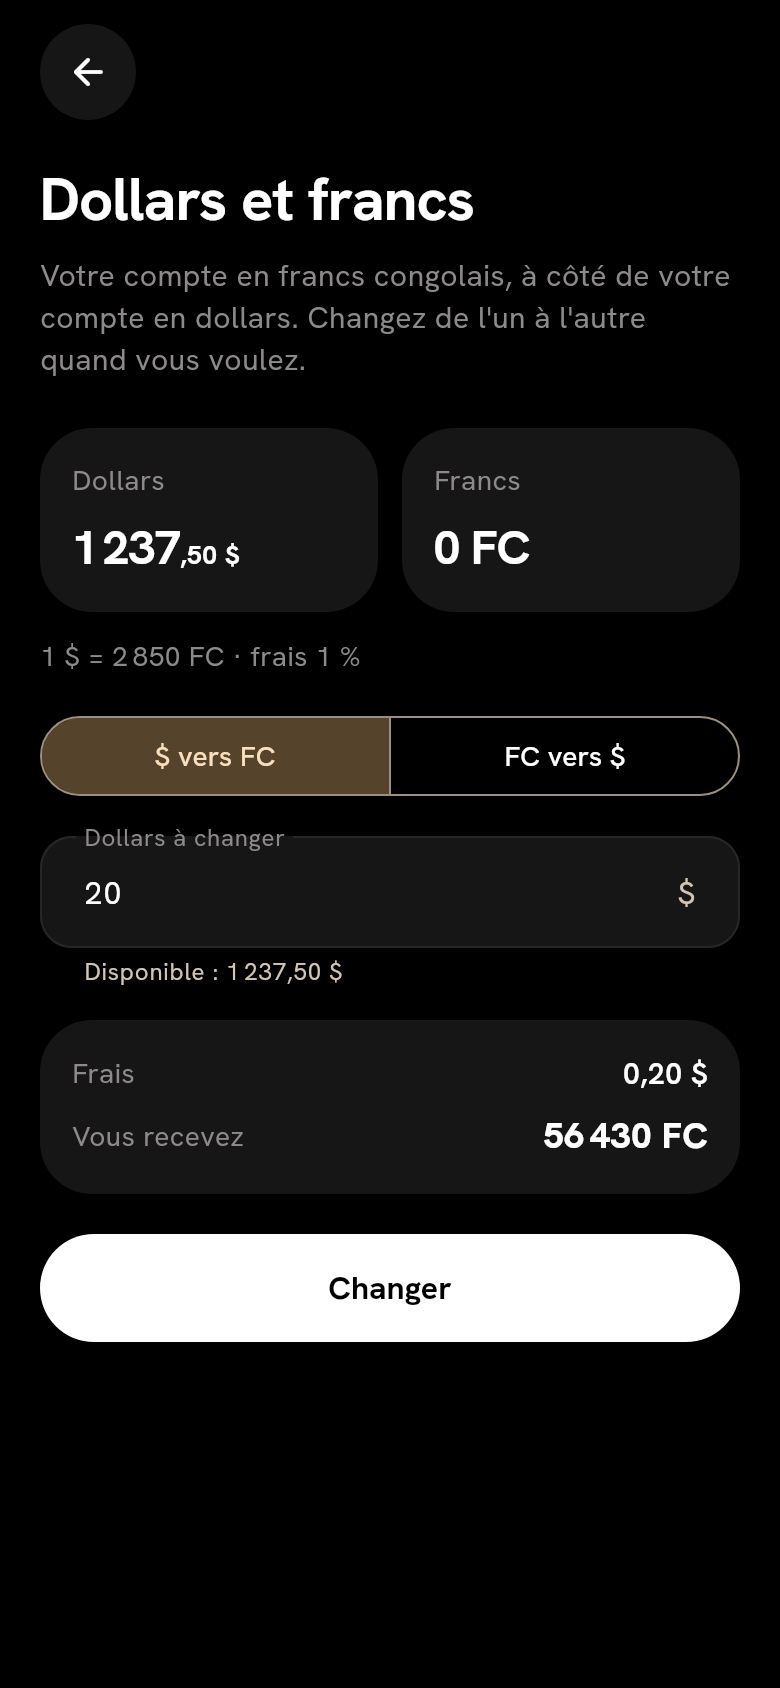 Dollars et francs
Votre compte en francs congolais, à côté de votre
compte en dollars. Changez de l'un à l'autre
quand vous voulez.
Dollars
1 237,50 $
Francs
0 FC
1 $ = 2 850 FC · frais 1 %
$ vers FC
FC vers $
Dollars à changer
20 $
Disponible : 1 237,50 $
Frais 0,20 $
Vous recevez 56 430 FC
Changer